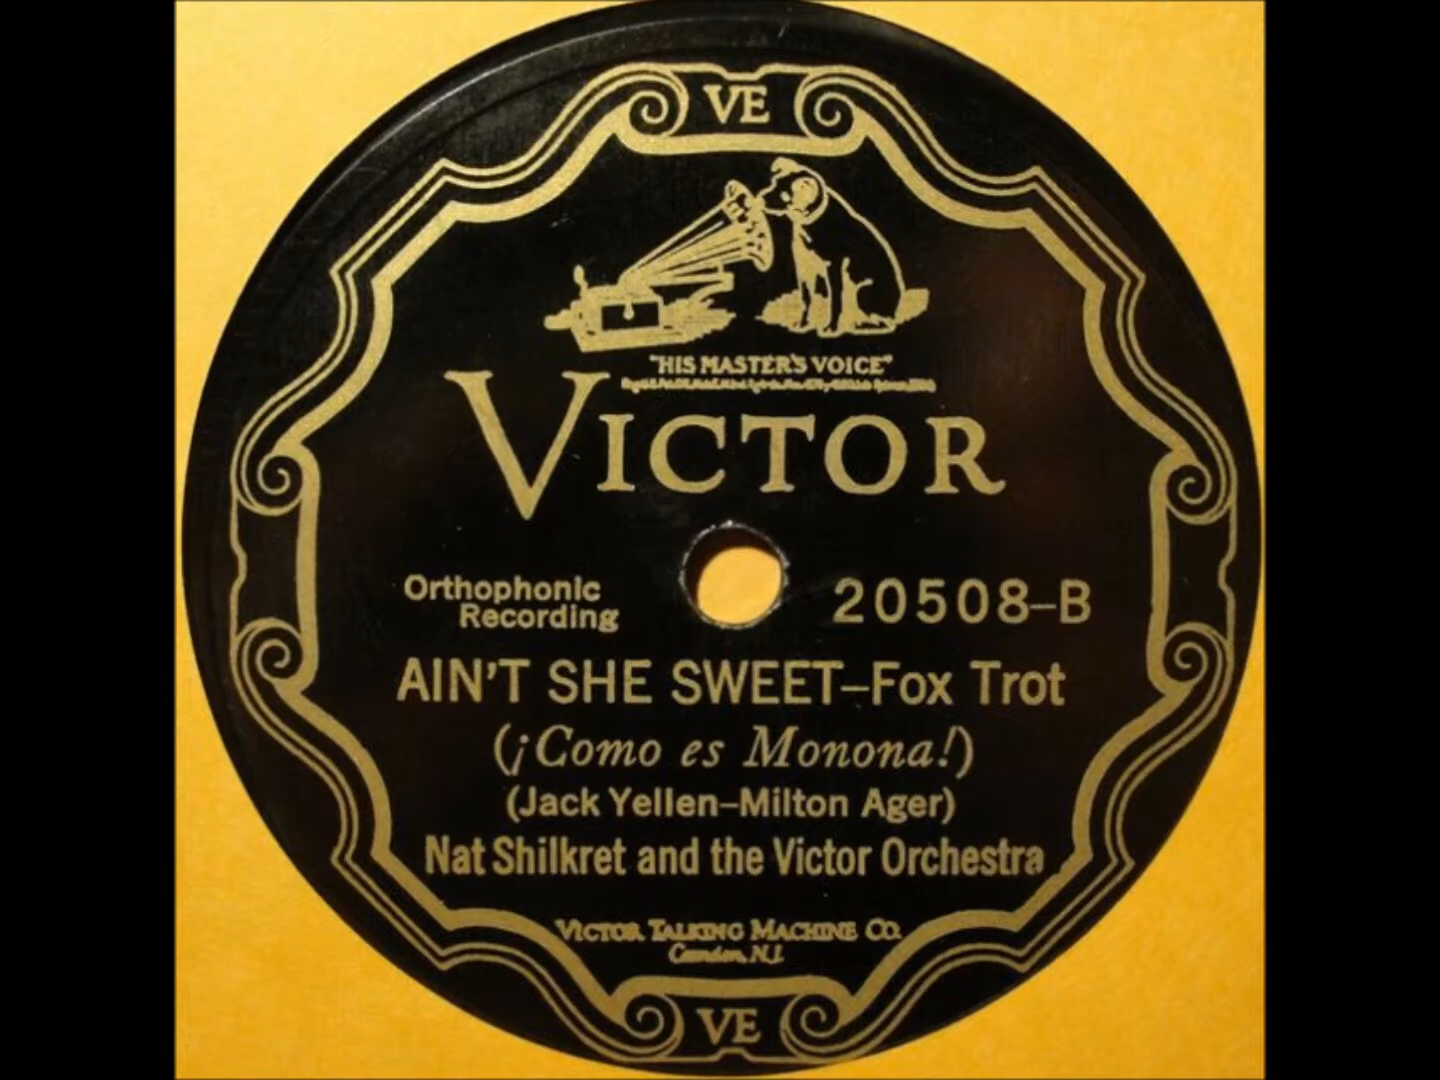 VE
"HIS MASTER'S VOICE"
VICTOR
Orthophonic
Recording
20508-B
AIN'T SHE SWEET-Fox Trot
(¡Como es Monona!)
(Jack Yellen-Milton Ager)
Nat Shilkret and the Victor Orchestra
VICTOR TALKING MACHINE CO.
Camden, N.J.
VE